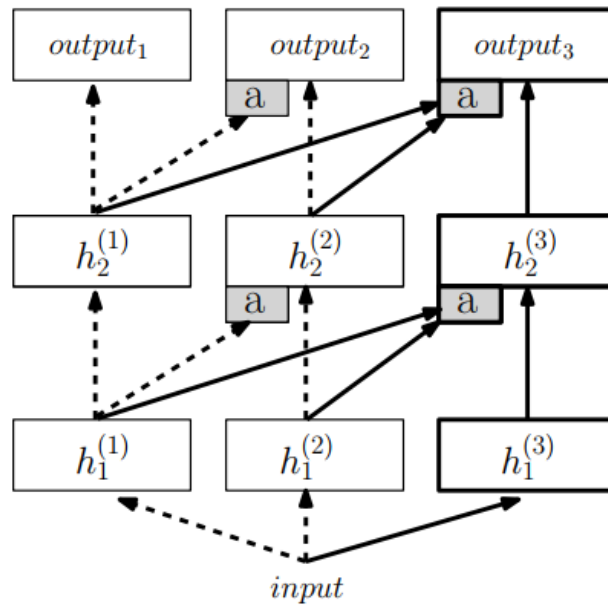 output₁ output₂ output₃
a a
h₂⁽¹⁾ h₂⁽²⁾ h₂⁽³⁾
a a
h₁⁽¹⁾ h₁⁽²⁾ h₁⁽³⁾
input